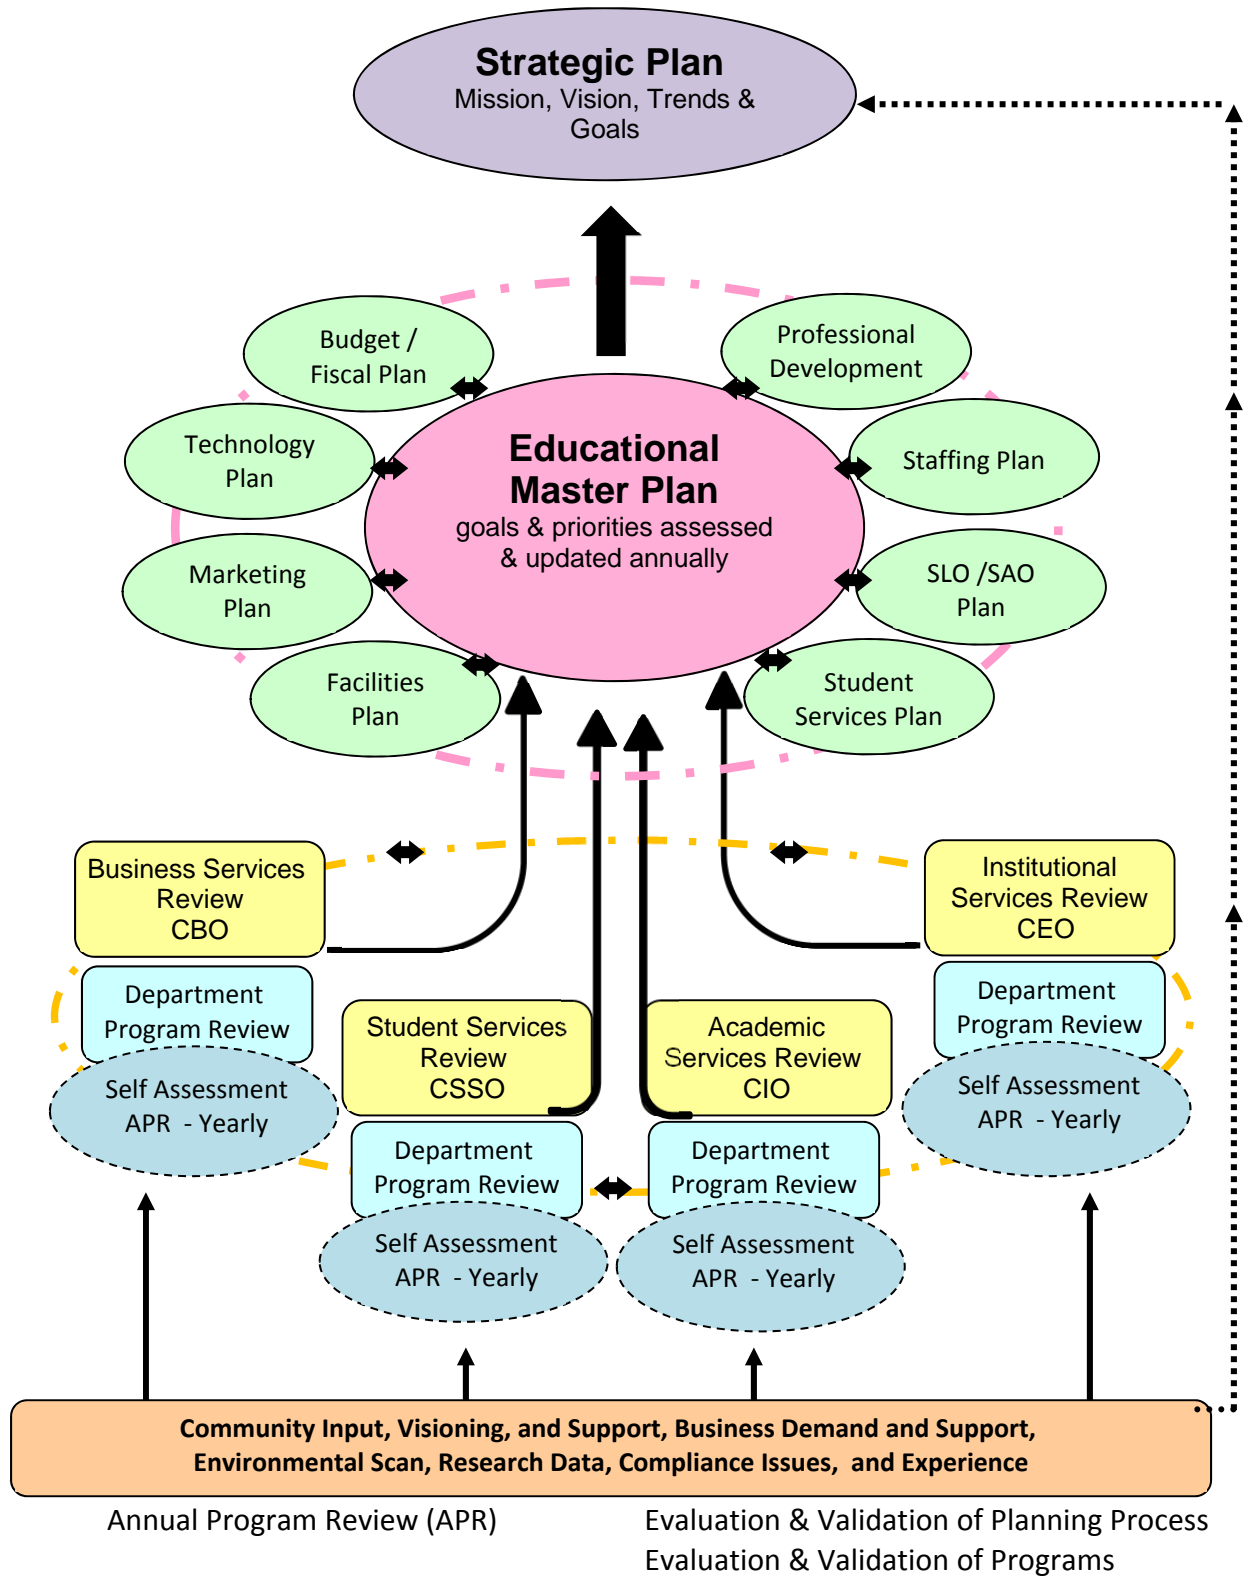 Strategic Plan
Mission, Vision, Trends &
Goals
Budget /
Fiscal Plan
Professional
Development
Technology
Plan
Educational
Master Plan
goals & priorities assessed
& updated annually
Staffing Plan
Marketing
Plan
SLO /SAO
Plan
Facilities
Plan
Student
Services Plan
Business Services
Review
CBO
Institutional
Services Review
CEO
Department
Program Review
Department
Program Review
Self Assessment
APR - Yearly
Self Assessment
APR - Yearly
Student Services
Review
CSSO
Academic
Services Review
CIO
Department
Program Review
Department
Program Review
Self Assessment
APR - Yearly
Self Assessment
APR - Yearly
Community Input, Visioning, and Support, Business Demand and Support,
Environmental Scan, Research Data, Compliance Issues, and Experience
Annual Program Review (APR)
Evaluation & Validation of Planning Process
Evaluation & Validation of Programs